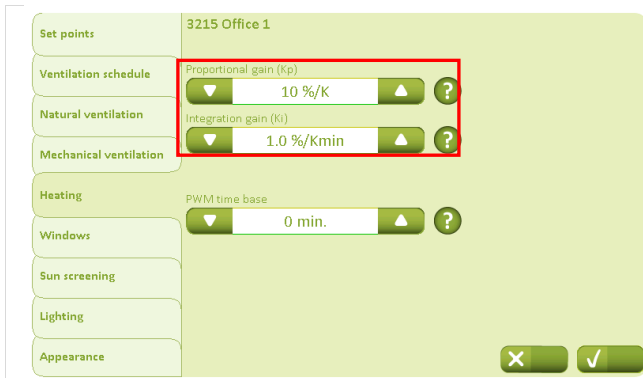 3215 Office 1
Set points
Ventilation schedule
Natural ventilation
Mechanical ventilation
Heating
Windows
Sun screening
Lighting
Appearance
Proportional gain (Kp)
10 %/K
?
Integration gain (Ki)
1.0 %/Kmin
?
PWM time base
0 min.
?